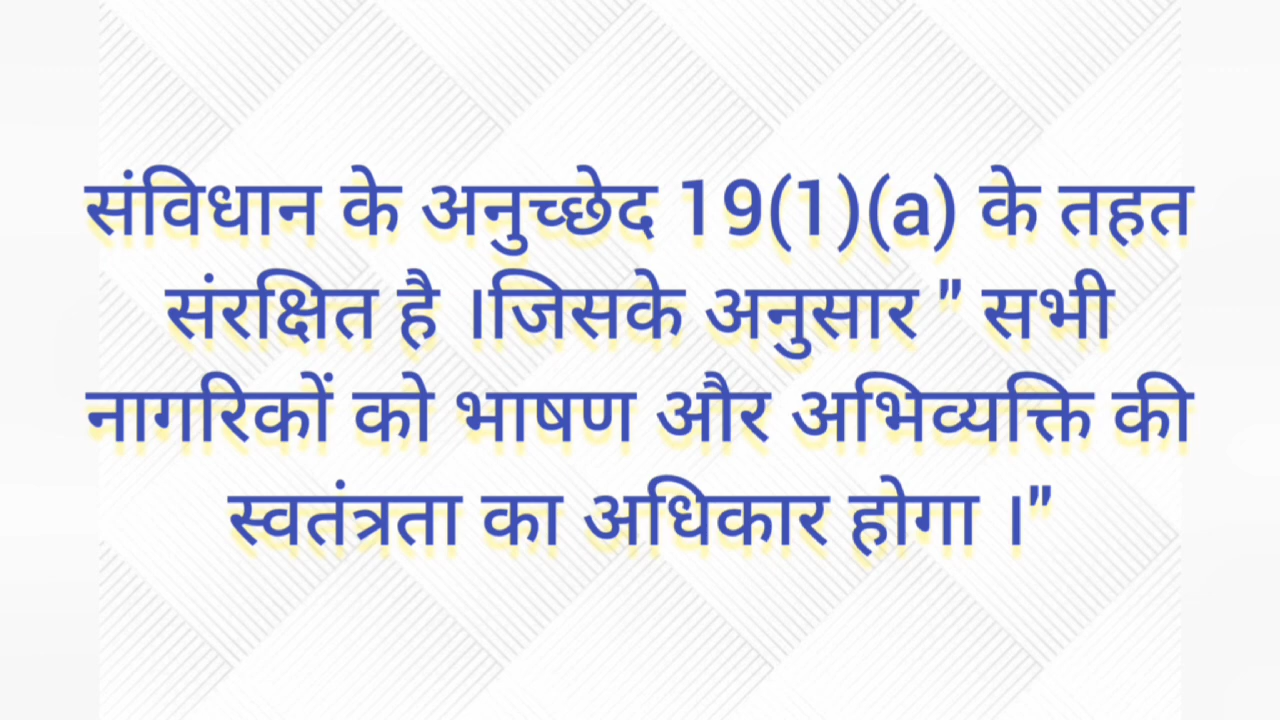 संविधान के अनुच्छेद 19(1)(a) के तहत
संरक्षित है ।जिसके अनुसार " सभी
नागरिकों को भाषण और अभिव्यक्ति की
स्वतंत्रता का अधिकार होगा ।"